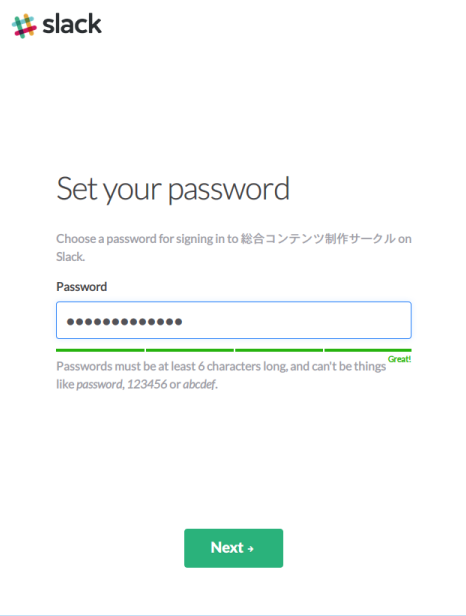 slack
Set your password
Choose a password for signing in to 総合コンテンツ制作サークル on
Slack.
Password
●●●●●●●●●●●●●
Great!
Passwords must be at least 6 characters long, and can't be things
like password, 123456 or abcdef.
Next →